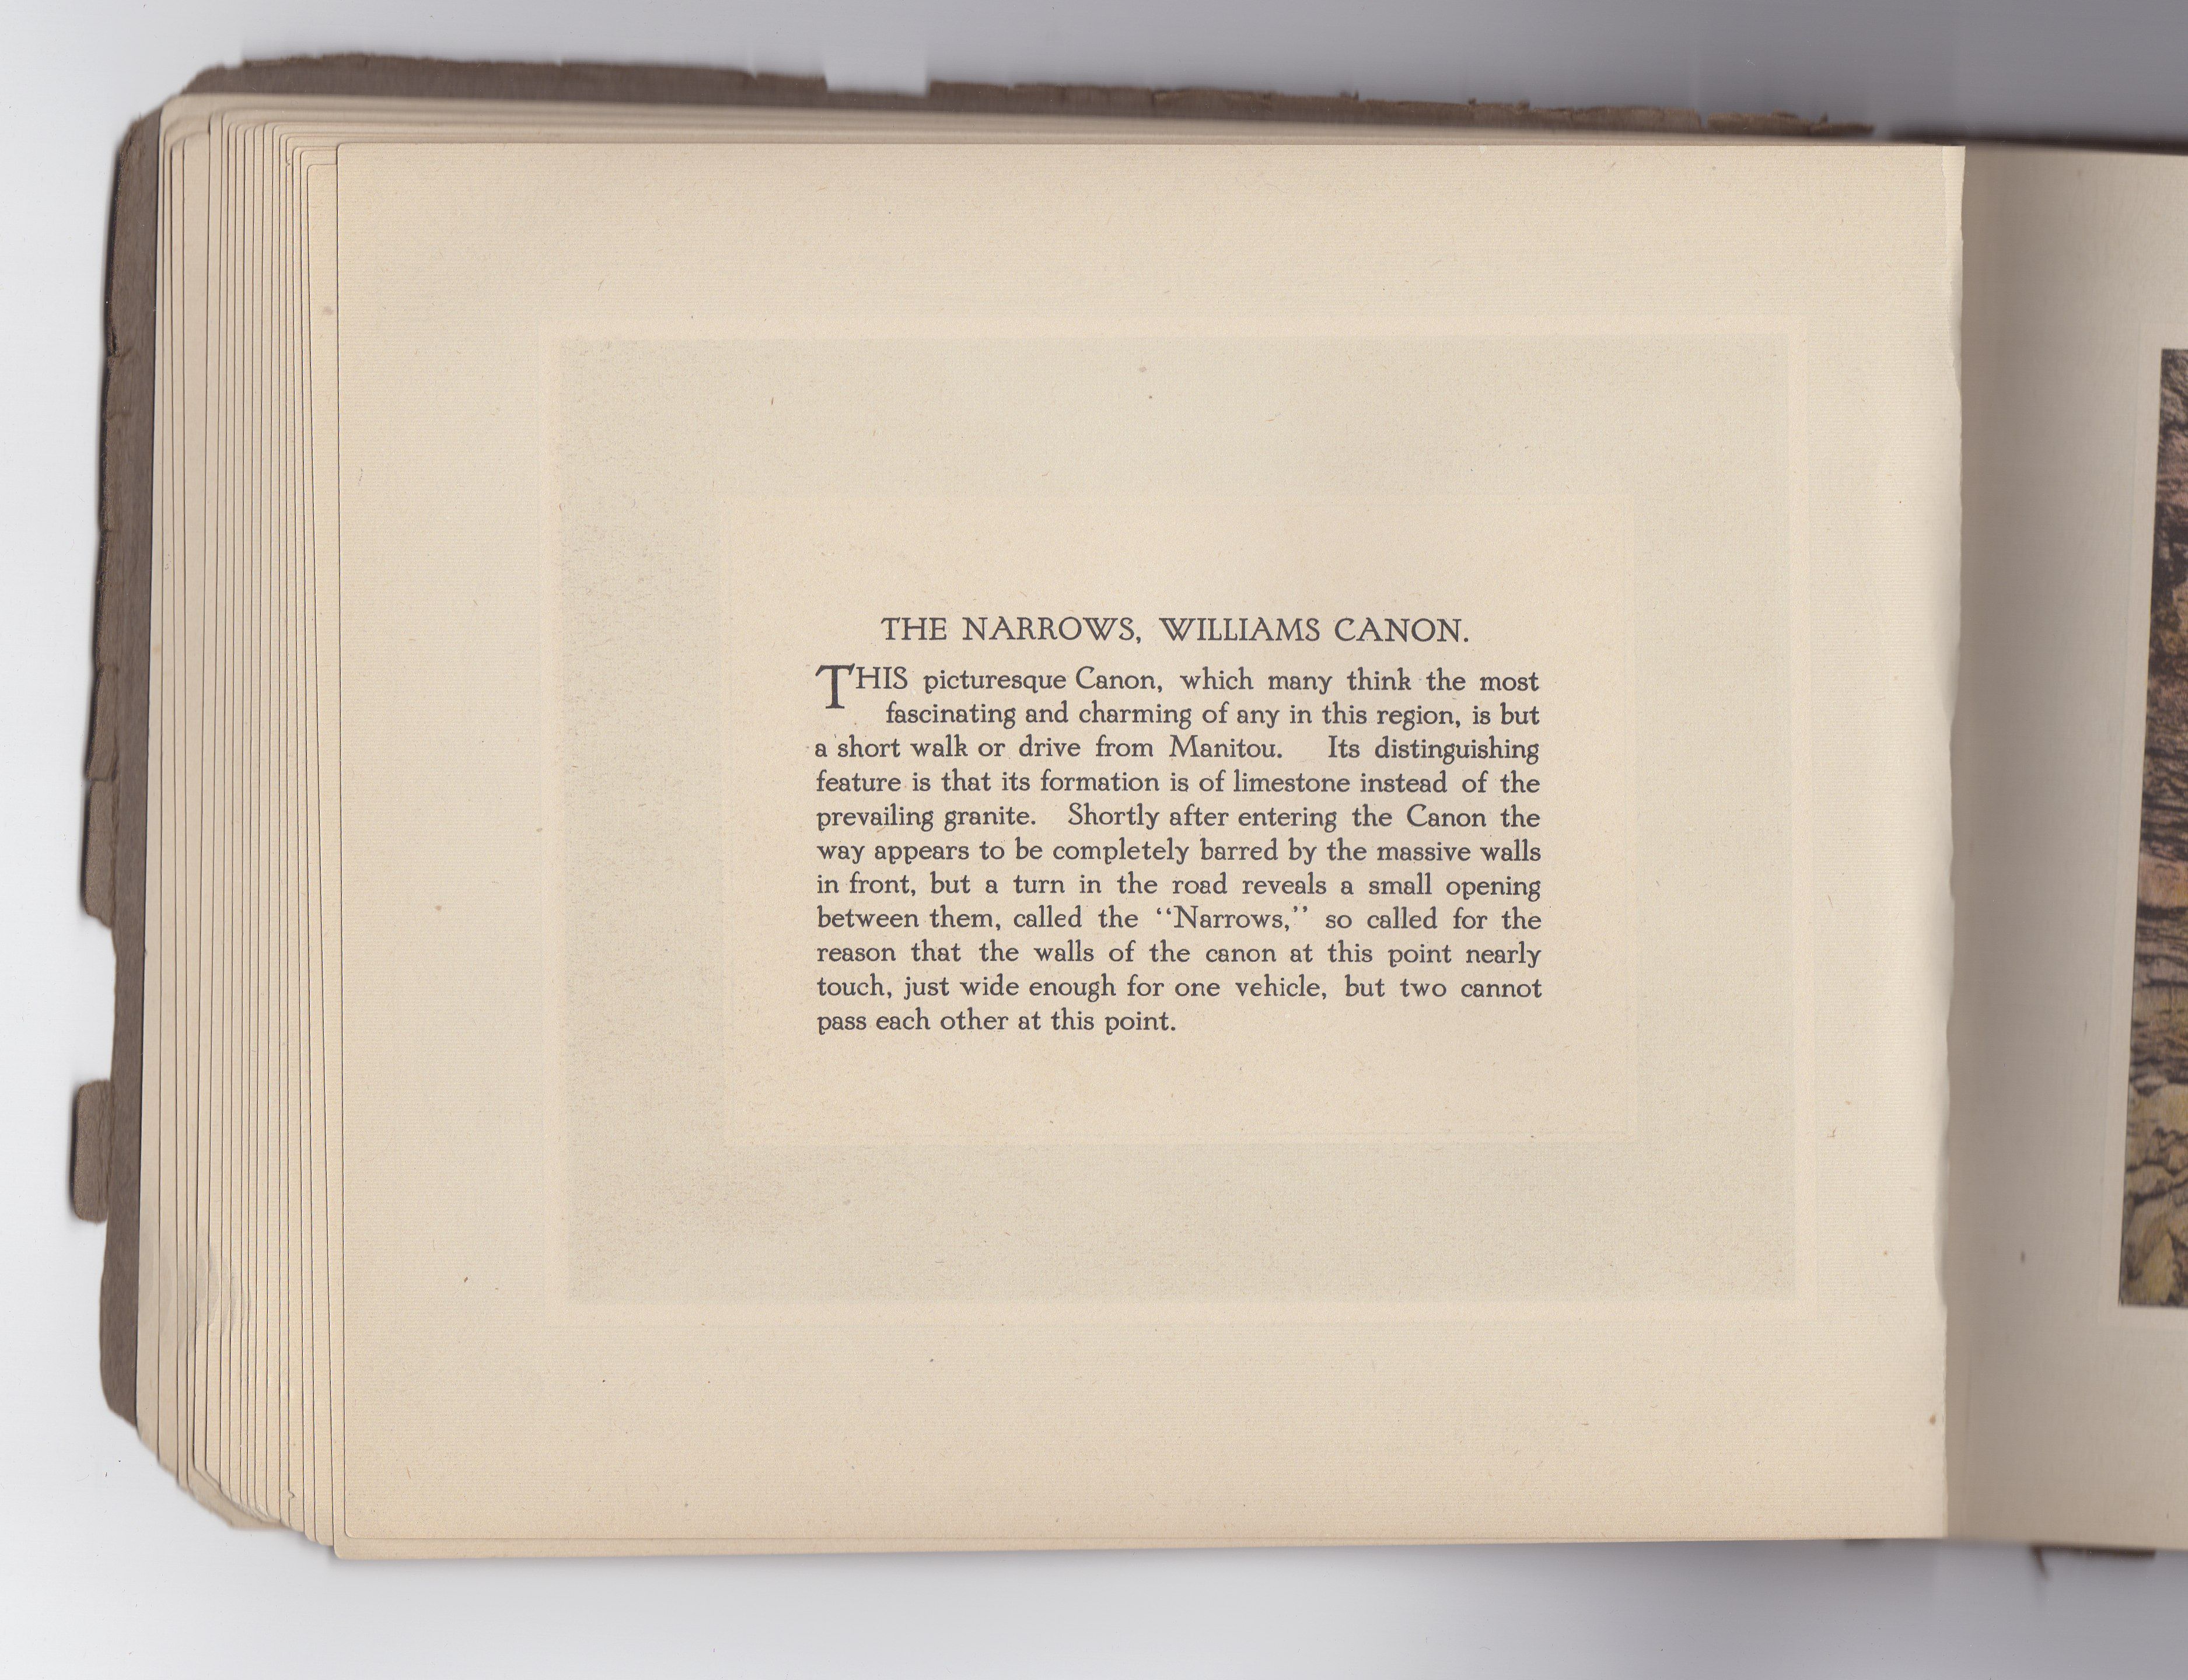 THE NARROWS, WILLIAMS CANON.
THIS picturesque Canon, which many think the most
fascinating and charming of any in this region, is but
a short walk or drive from Manitou. Its distinguishing
feature is that its formation is of limestone instead of the
prevailing granite. Shortly after entering the Canon the
way appears to be completely barred by the massive walls
in front, but a turn in the road reveals a small opening
between them, called the “Narrows,” so called for the
reason that the walls of the canon at this point nearly
touch, just wide enough for one vehicle, but two cannot
pass each other at this point.